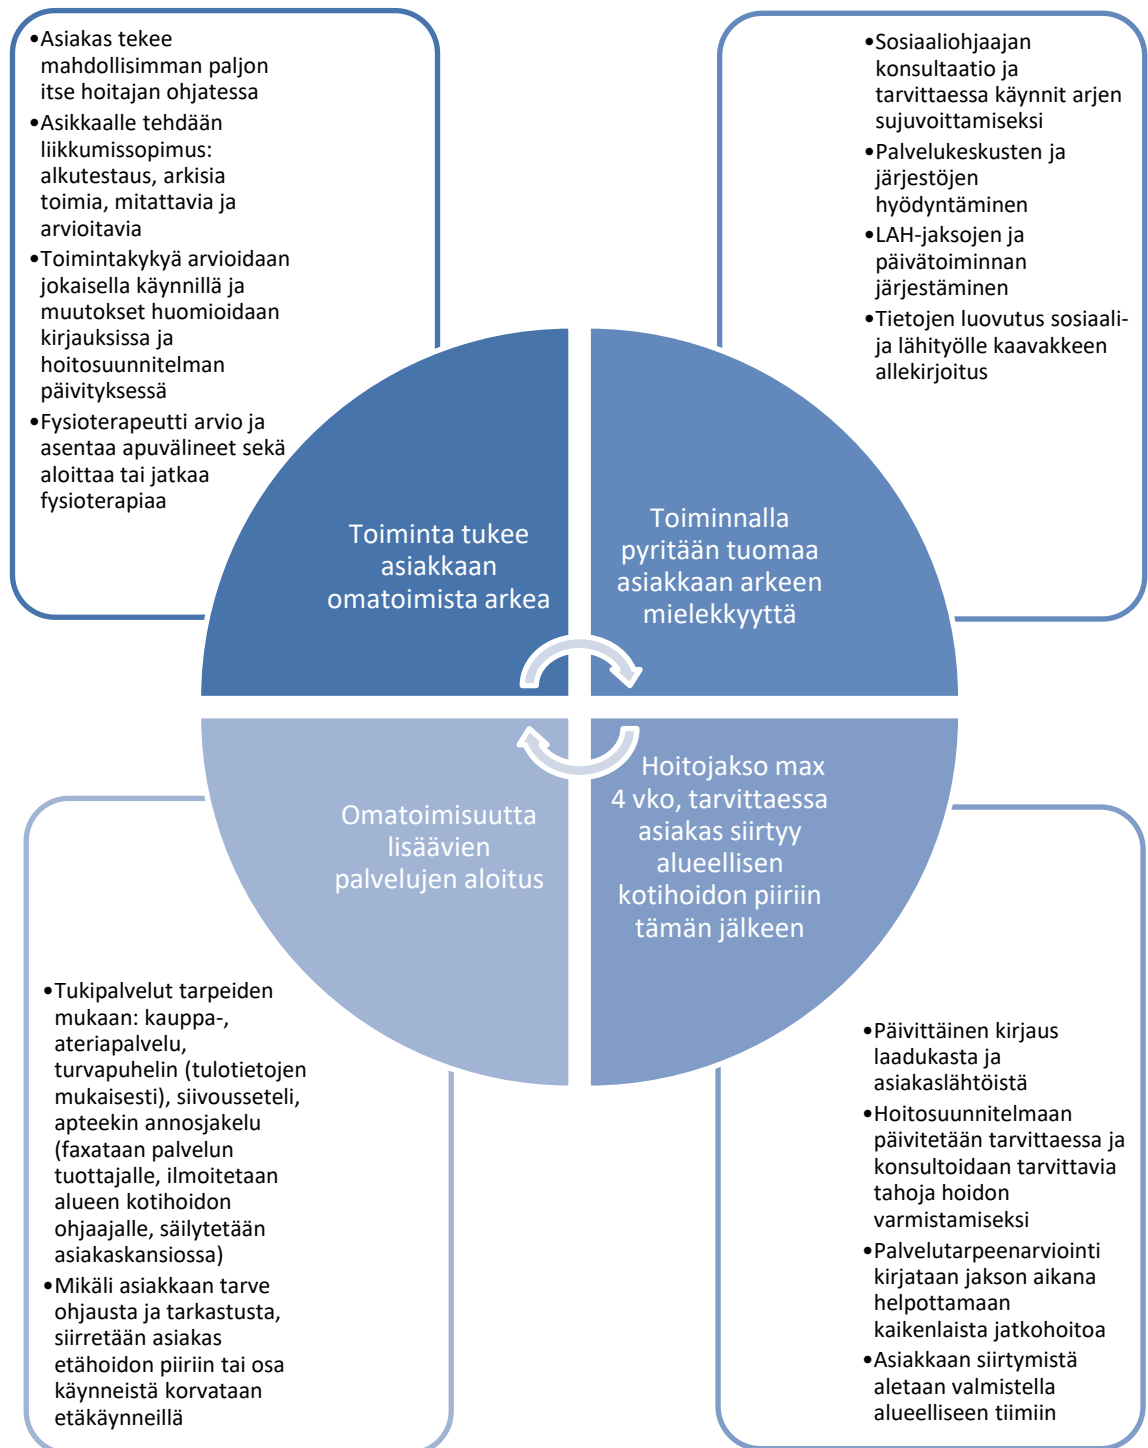 •Asiakas tekee
mahdollisimman paljon
itse hoitajan ohjatessa
•Asikkaalle tehdään
liikkumissopimus:
alkutestaus, arkisia
toimia, mitattavia ja
arvioitavia
•Toimintakykyä arvioidaan
jokaisella käynnillä ja
muutokset huomioidaan
kirjauksissa ja
hoitosuunnitelman
päivityksessä
•Fysioterapeutti arvio ja
asentaa apuvälineet sekä
aloittaa tai jatkaa
fysioterapiaa
•Sosiaaliohjaajan
konsultaatio ja
tarvittaessa käynnit arjen
sujuvoittamiseksi
•Palvelukeskusten ja
järjestöjen
hyödyntäminen
•LAH-jaksojen ja
päivätoiminnan
järjestäminen
•Tietojen luovutus sosiaali-
ja lähityölle kaavakkeen
allekirjoitus
Toiminta tukee
asiakkaan
omatoimista arkea
Toiminnalla
pyritään tuomaa
asiakkaan arkeen
mielekkyyttä
Omatoimisuutta
lisäävien
palvelujen aloitus
Hoitojakso max
4 vko, tarvittaessa
asiakas siirtyy
alueellisen
kotihoidon piiriin
tämän jälkeen
•Tukipalvelut tarpeiden
mukaan: kauppa-,
ateriapalvelu,
turvapuhelin (tulotietojen
mukaisesti), siivousseteli,
apteekin annosjakelu
(faxataan palvelun
tuottajalle, ilmoitetaan
alueen kotihoidon
ohjaajalle, säilytetään
asiakaskansiossa)
•Mikäli asiakkaan tarve
ohjausta ja tarkastusta,
siirretään asiakas
etähoidon piiriin tai osa
käynneistä korvataan
etäkäynneillä
•Päivittäinen kirjaus
laadukasta ja
asiakaslähtöistä
•Hoitosuunnitelmaan
päivitetään tarvittaessa ja
konsultoidaan tarvittavia
tahoja hoidon
varmistamiseksi
•Palvelutarpeenarviointi
kirjataan jakson aikana
helpottamaan
kaikenlaista jatkohoitoa
•Asiakkaan siirtymistä
aletaan valmistella
alueelliseen tiimiin